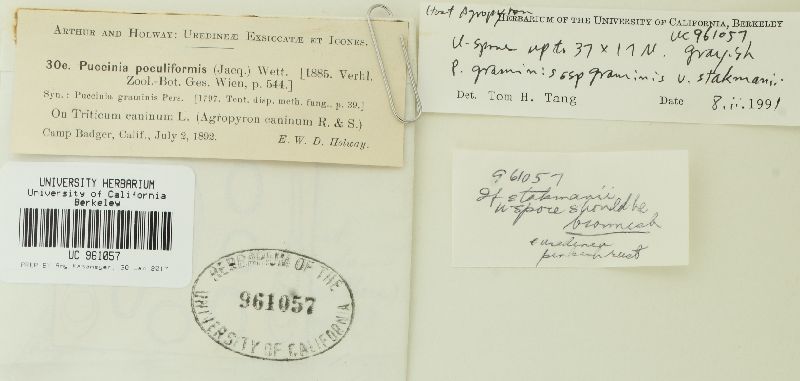 ARTHUR AND HOLWAY: UREDINEÆ EXSICCATÆ ET ICONES.
30c. Puccinia poculiformis (Jacq.) Wett. [1885. Verhl.
Zool.-Bot. Ges. Wien, p. 544.]
Syn.: Puccinia graminis Pers. [1797. Tent. disp. meth. fung., p. 39.]
On Triticum caninum L. (Agropyron caninum R. & S.)
Camp Badger, Calif., July 2, 1892.
E. W. D. Holway.
UNIVERSITY HERBARIUM
University of California
Berkeley
UC 961057
HERBARIUM OF THE
961057
UNIVERSITY OF CALIFORNIA
Host Agropyron
HERBARIUM OF THE UNIVERSITY OF CALIFORNIA, BERKELEY
UC961057
U-spore up to 37 x 17 grayish
P. graminis ssp graminis v. stakmanii
Det. Tom H. Tang Date 8.ii.1991
961057
If stakmanii
u-spore should be
brownish